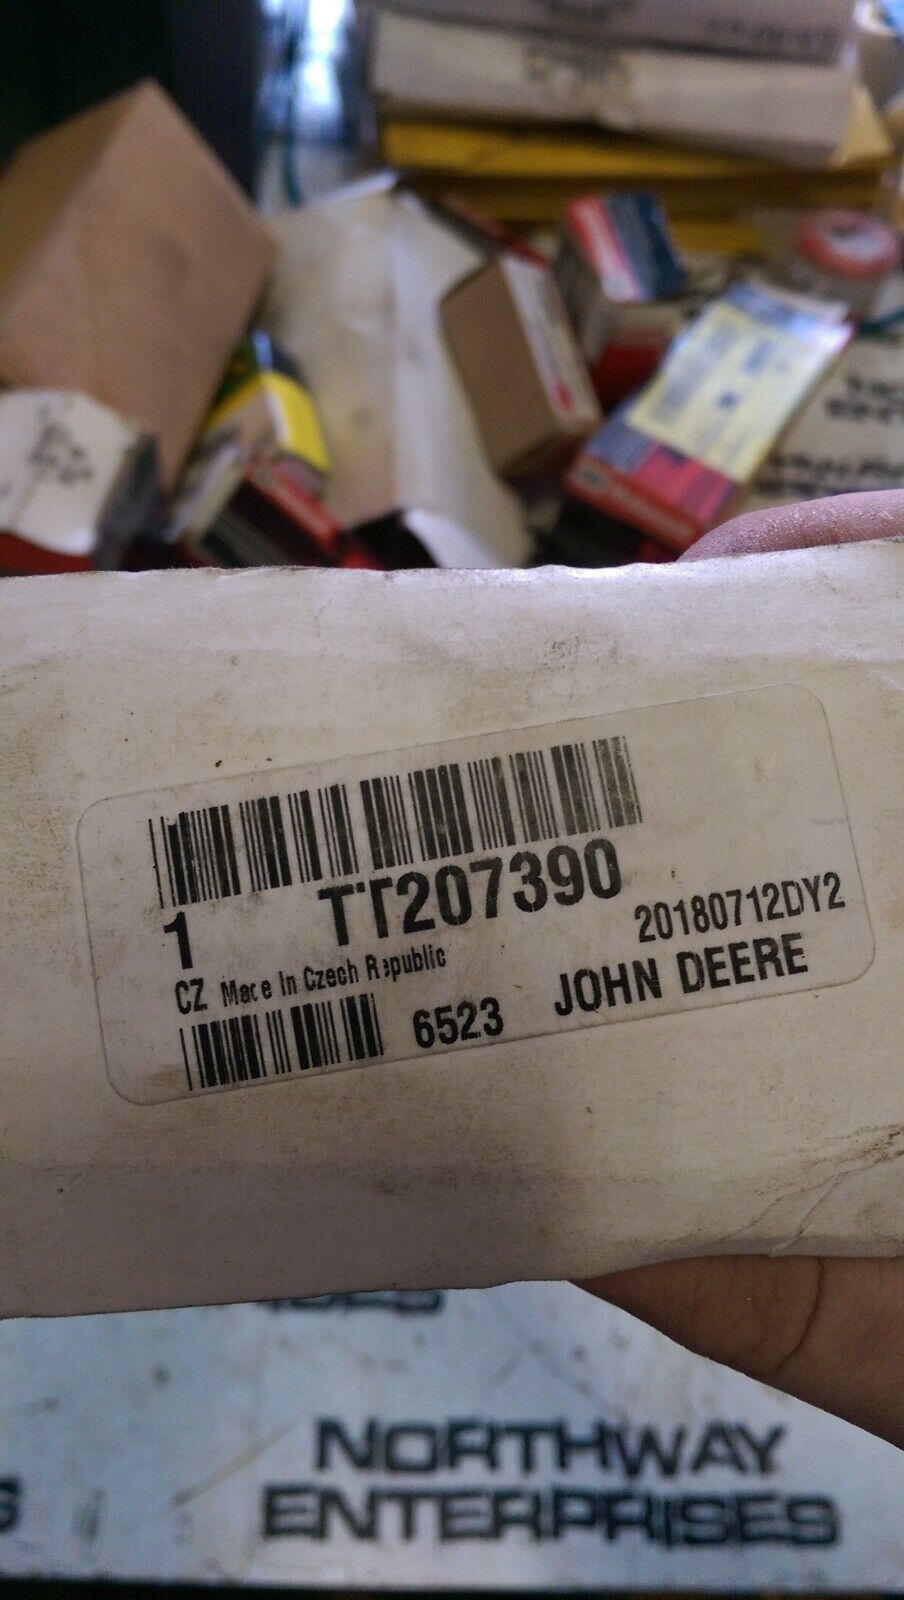 1 TT207390
20180712DY2
CZ Made In Czech Republic
6523 JOHN DEERE
NORTHWAY
ENTERPRISES